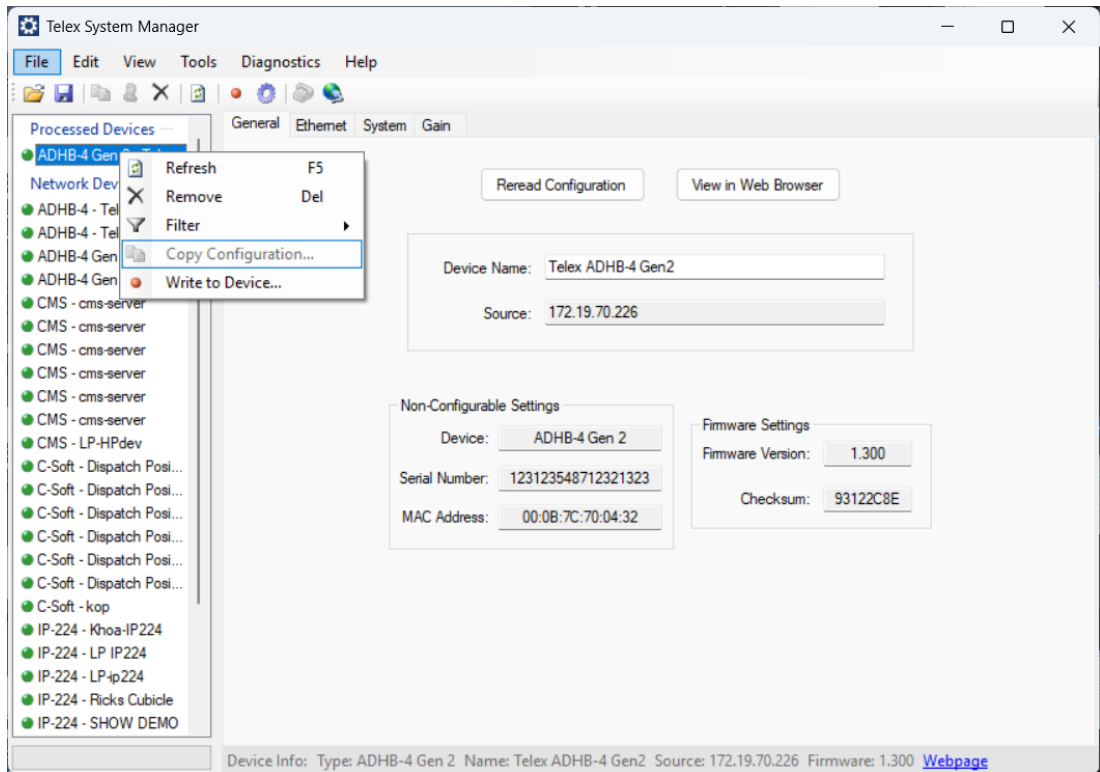 Telex System Manager
File Edit View Tools Diagnostics Help
Processed Devices
ADHB-4 Gen
Network Dev
ADHB-4 - Tel
ADHB-4 - Tel
ADHB-4 Gen
ADHB-4 Gen
CMS - cms-server
CMS - cms-server
CMS - cms-server
CMS - cms-server
CMS - cms-server
CMS - cms-server
CMS - LP-HPdev
C-Soft - Dispatch Posi...
C-Soft - Dispatch Posi...
C-Soft - Dispatch Posi...
C-Soft - Dispatch Posi...
C-Soft - Dispatch Posi...
C-Soft - Dispatch Posi...
C-Soft - kop
IP-224 - Khoa-IP224
IP-224 - LP IP224
IP-224 - LP-ip224
IP-224 - Ricks Cubicle
IP-224 - SHOW DEMO
Refresh F5
Remove Del
Filter
Copy Configuration...
Write to Device...
General Ethernet System Gain
Reread Configuration View in Web Browser
Device Name: Telex ADHB-4 Gen2
Source: 172.19.70.226
Non-Configurable Settings
Device: ADHB-4 Gen 2
Serial Number: 123123548712321323
MAC Address: 00:0B:7C:70:04:32
Firmware Settings
Firmware Version: 1.300
Checksum: 93122C8E
Device Info: Type: ADHB-4 Gen 2 Name: Telex ADHB-4 Gen2 Source: 172.19.70.226 Firmware: 1.300 Webpage